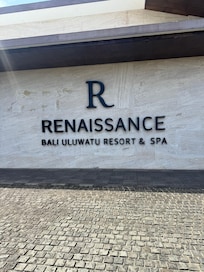 R
RENAISSANCE
BALI ULUWATU RESORT & SPA